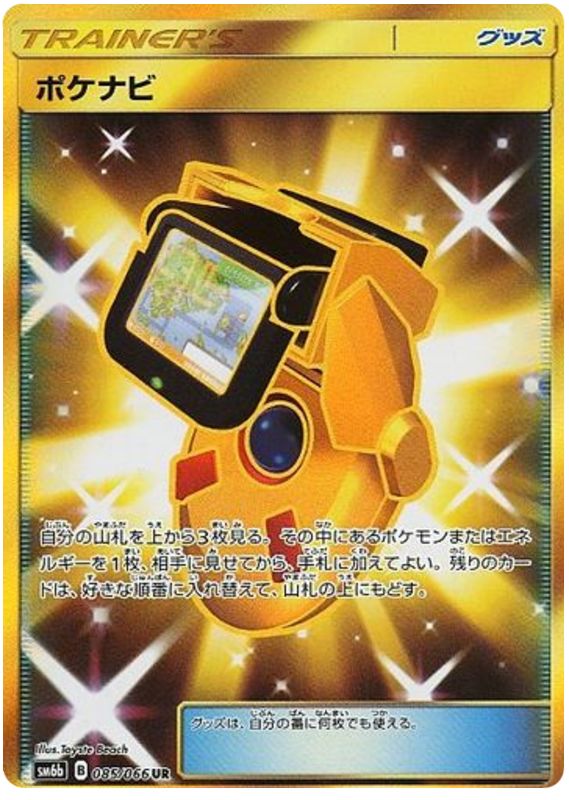 TRAINER'S
グッズ
ポケナビ
自分の山札を上から3枚見る。その中にあるポケモンまたはエネ
ルギーを1枚、相手に見せてから、手札に加えてよい。残りのカー
ドは、好きな順番に入れ替えて、山札の上にもどす。
グッズは、自分の番に何枚でも使える。
Illus.Toyste Beach
SM6b B 085/066 UR